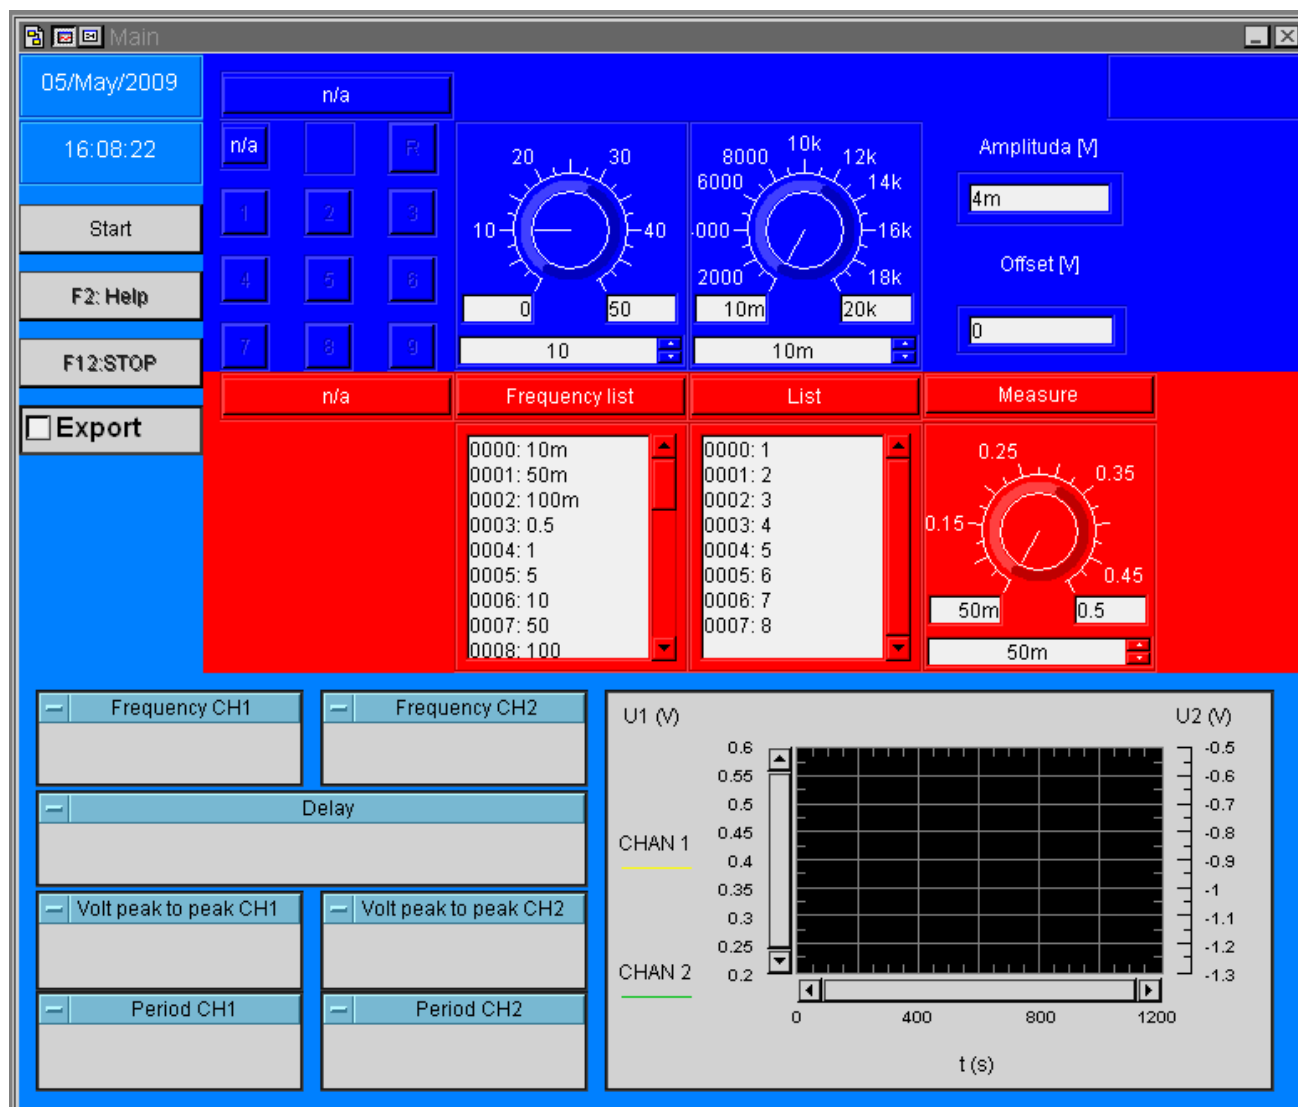 Main
05/May/2009
16:08:22
Start
F2: Help
F12:STOP
Export
n/a
n/a
R
1 2 3
4 5 6
7 8 9
10 20 30 40
0 50
10
2000 000 6000 8000 10k 12k 14k 16k 18k
10m 20k
10m
Amplituda [V]
4m
Offset [V]
0
n/a
Frequency list
0000: 10m
0001: 50m
0002: 100m
0003: 0.5
0004: 1
0005: 5
0006: 10
0007: 50
0008: 100
List
0000: 1
0001: 2
0002: 3
0003: 4
0004: 5
0005: 6
0006: 7
0007: 8
Measure
0.15 0.25 0.35 0.45
50m 0.5
50m
Frequency CH1
Frequency CH2
Delay
Volt peak to peak CH1
Volt peak to peak CH2
Period CH1
Period CH2
U1 (V)
U2 (V)
CHAN 1
CHAN 2
0.6
0.55
0.5
0.45
0.4
0.35
0.3
0.25
0.2
-0.5
-0.6
-0.7
-0.8
-0.9
-1
-1.1
-1.2
-1.3
0 400 800 1200
t (s)